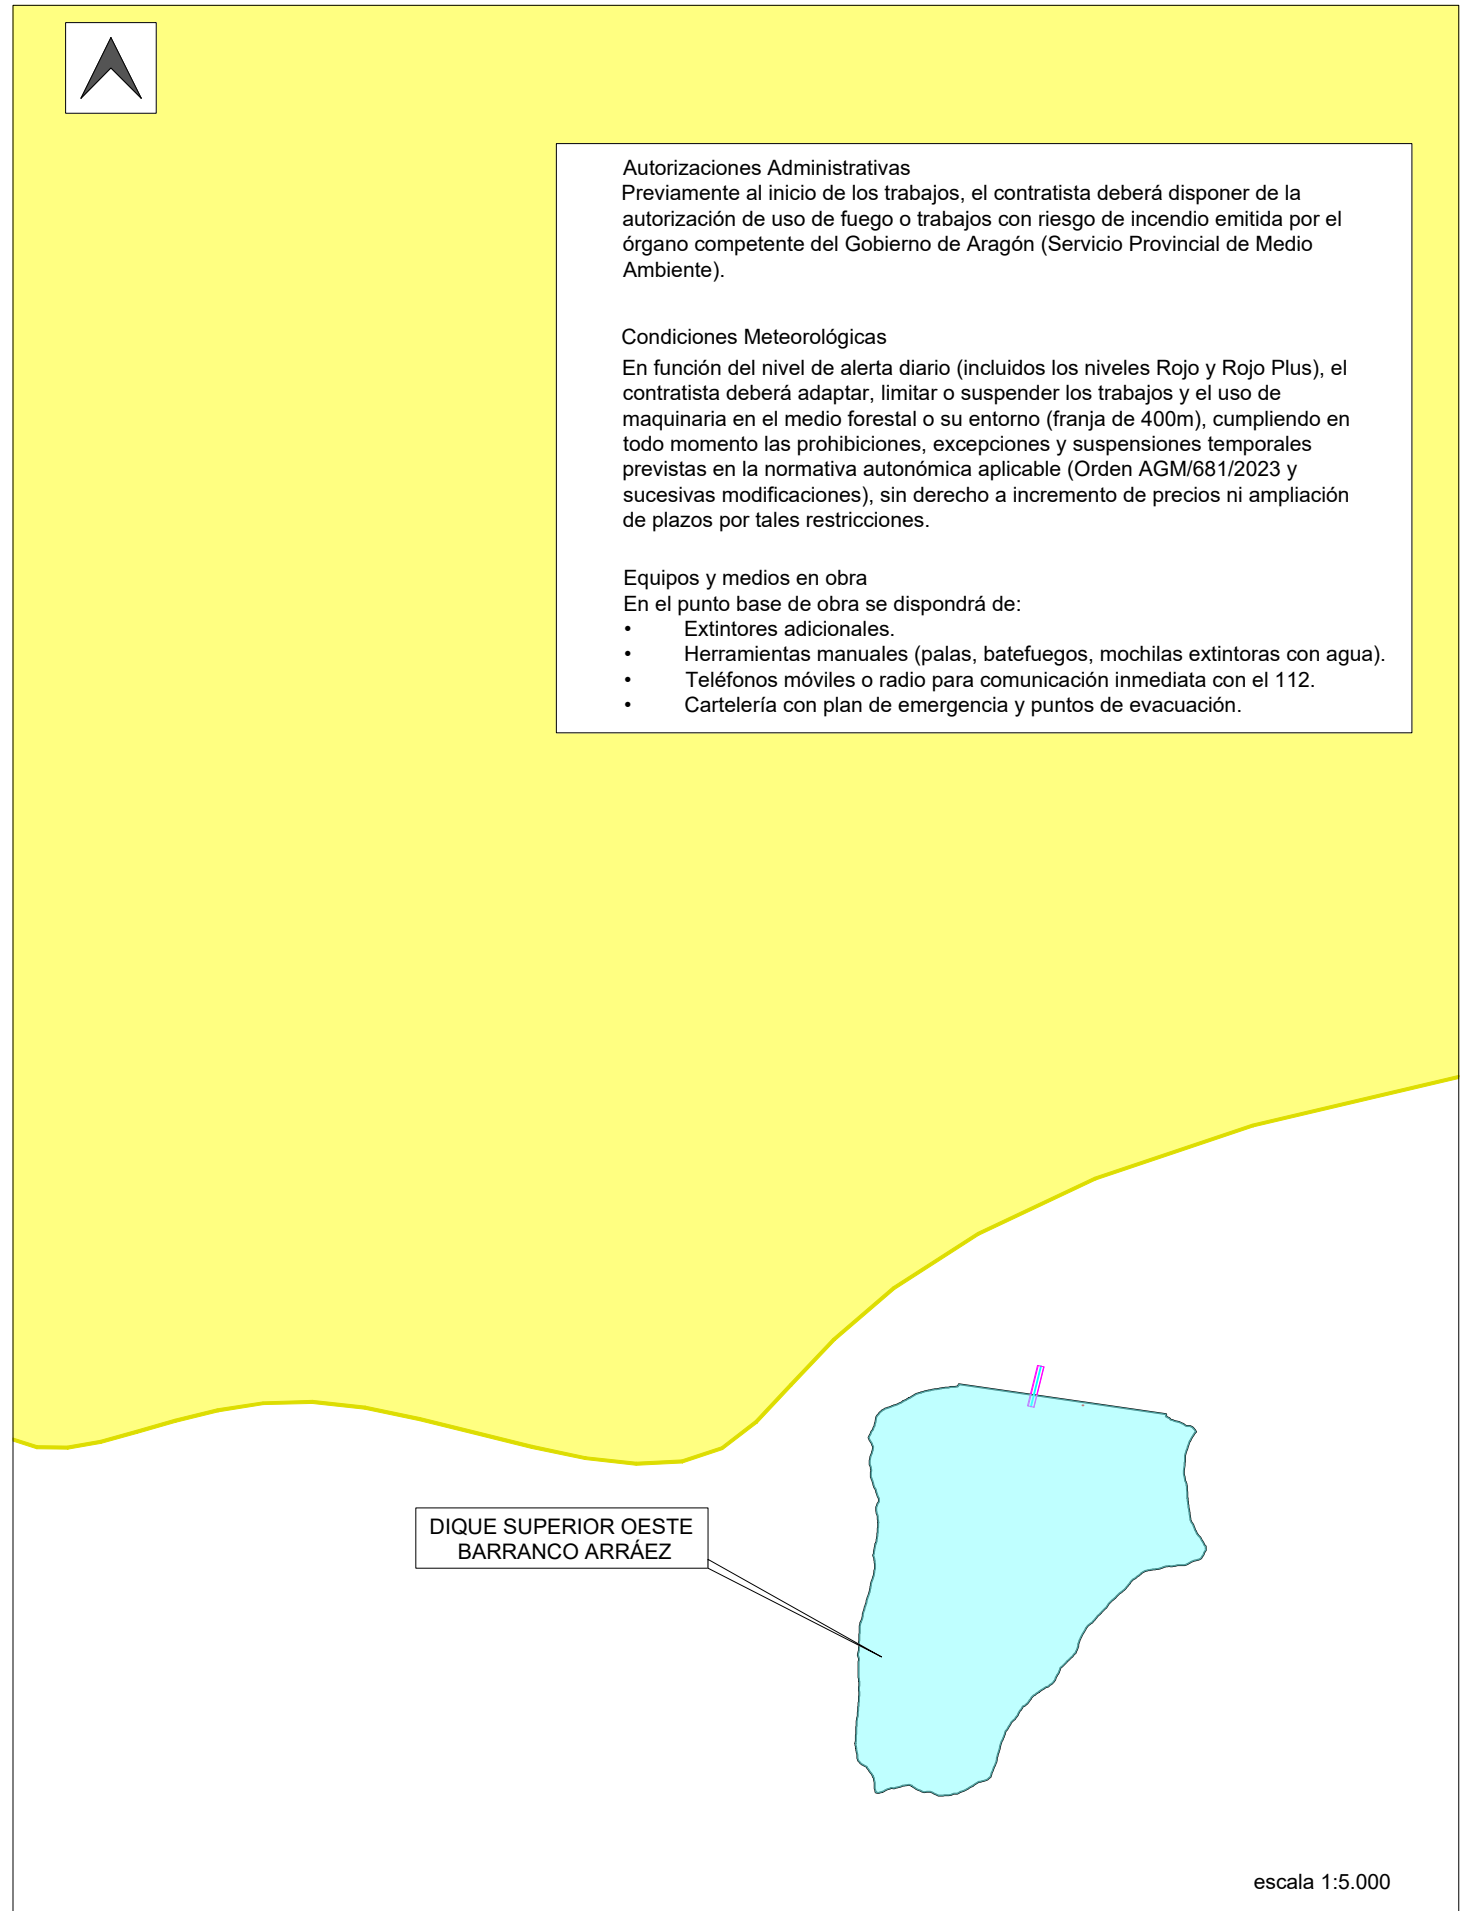 Autorizaciones Administrativas
Previamente al inicio de los trabajos, el contratista deberá disponer de la
autorización de uso de fuego o trabajos con riesgo de incendio emitida por el
órgano competente del Gobierno de Aragón (Servicio Provincial de Medio
Ambiente).
Condiciones Meteorológicas
En función del nivel de alerta diario (incluidos los niveles Rojo y Rojo Plus), el
contratista deberá adaptar, limitar o suspender los trabajos y el uso de
maquinaria en el medio forestal o su entorno (franja de 400m), cumpliendo en
todo momento las prohibiciones, excepciones y suspensiones temporales
previstas en la normativa autonómica aplicable (Orden AGM/681/2023 y
sucesivas modificaciones), sin derecho a incremento de precios ni ampliación
de plazos por tales restricciones.
Equipos y medios en obra
En el punto base de obra se dispondrá de:
• Extintores adicionales.
• Herramientas manuales (palas, batefuegos, mochilas extintoras con agua).
• Teléfonos móviles o radio para comunicación inmediata con el 112.
• Cartelería con plan de emergencia y puntos de evacuación.
DIQUE SUPERIOR OESTE
BARRANCO ARRÁEZ
escala 1:5.000